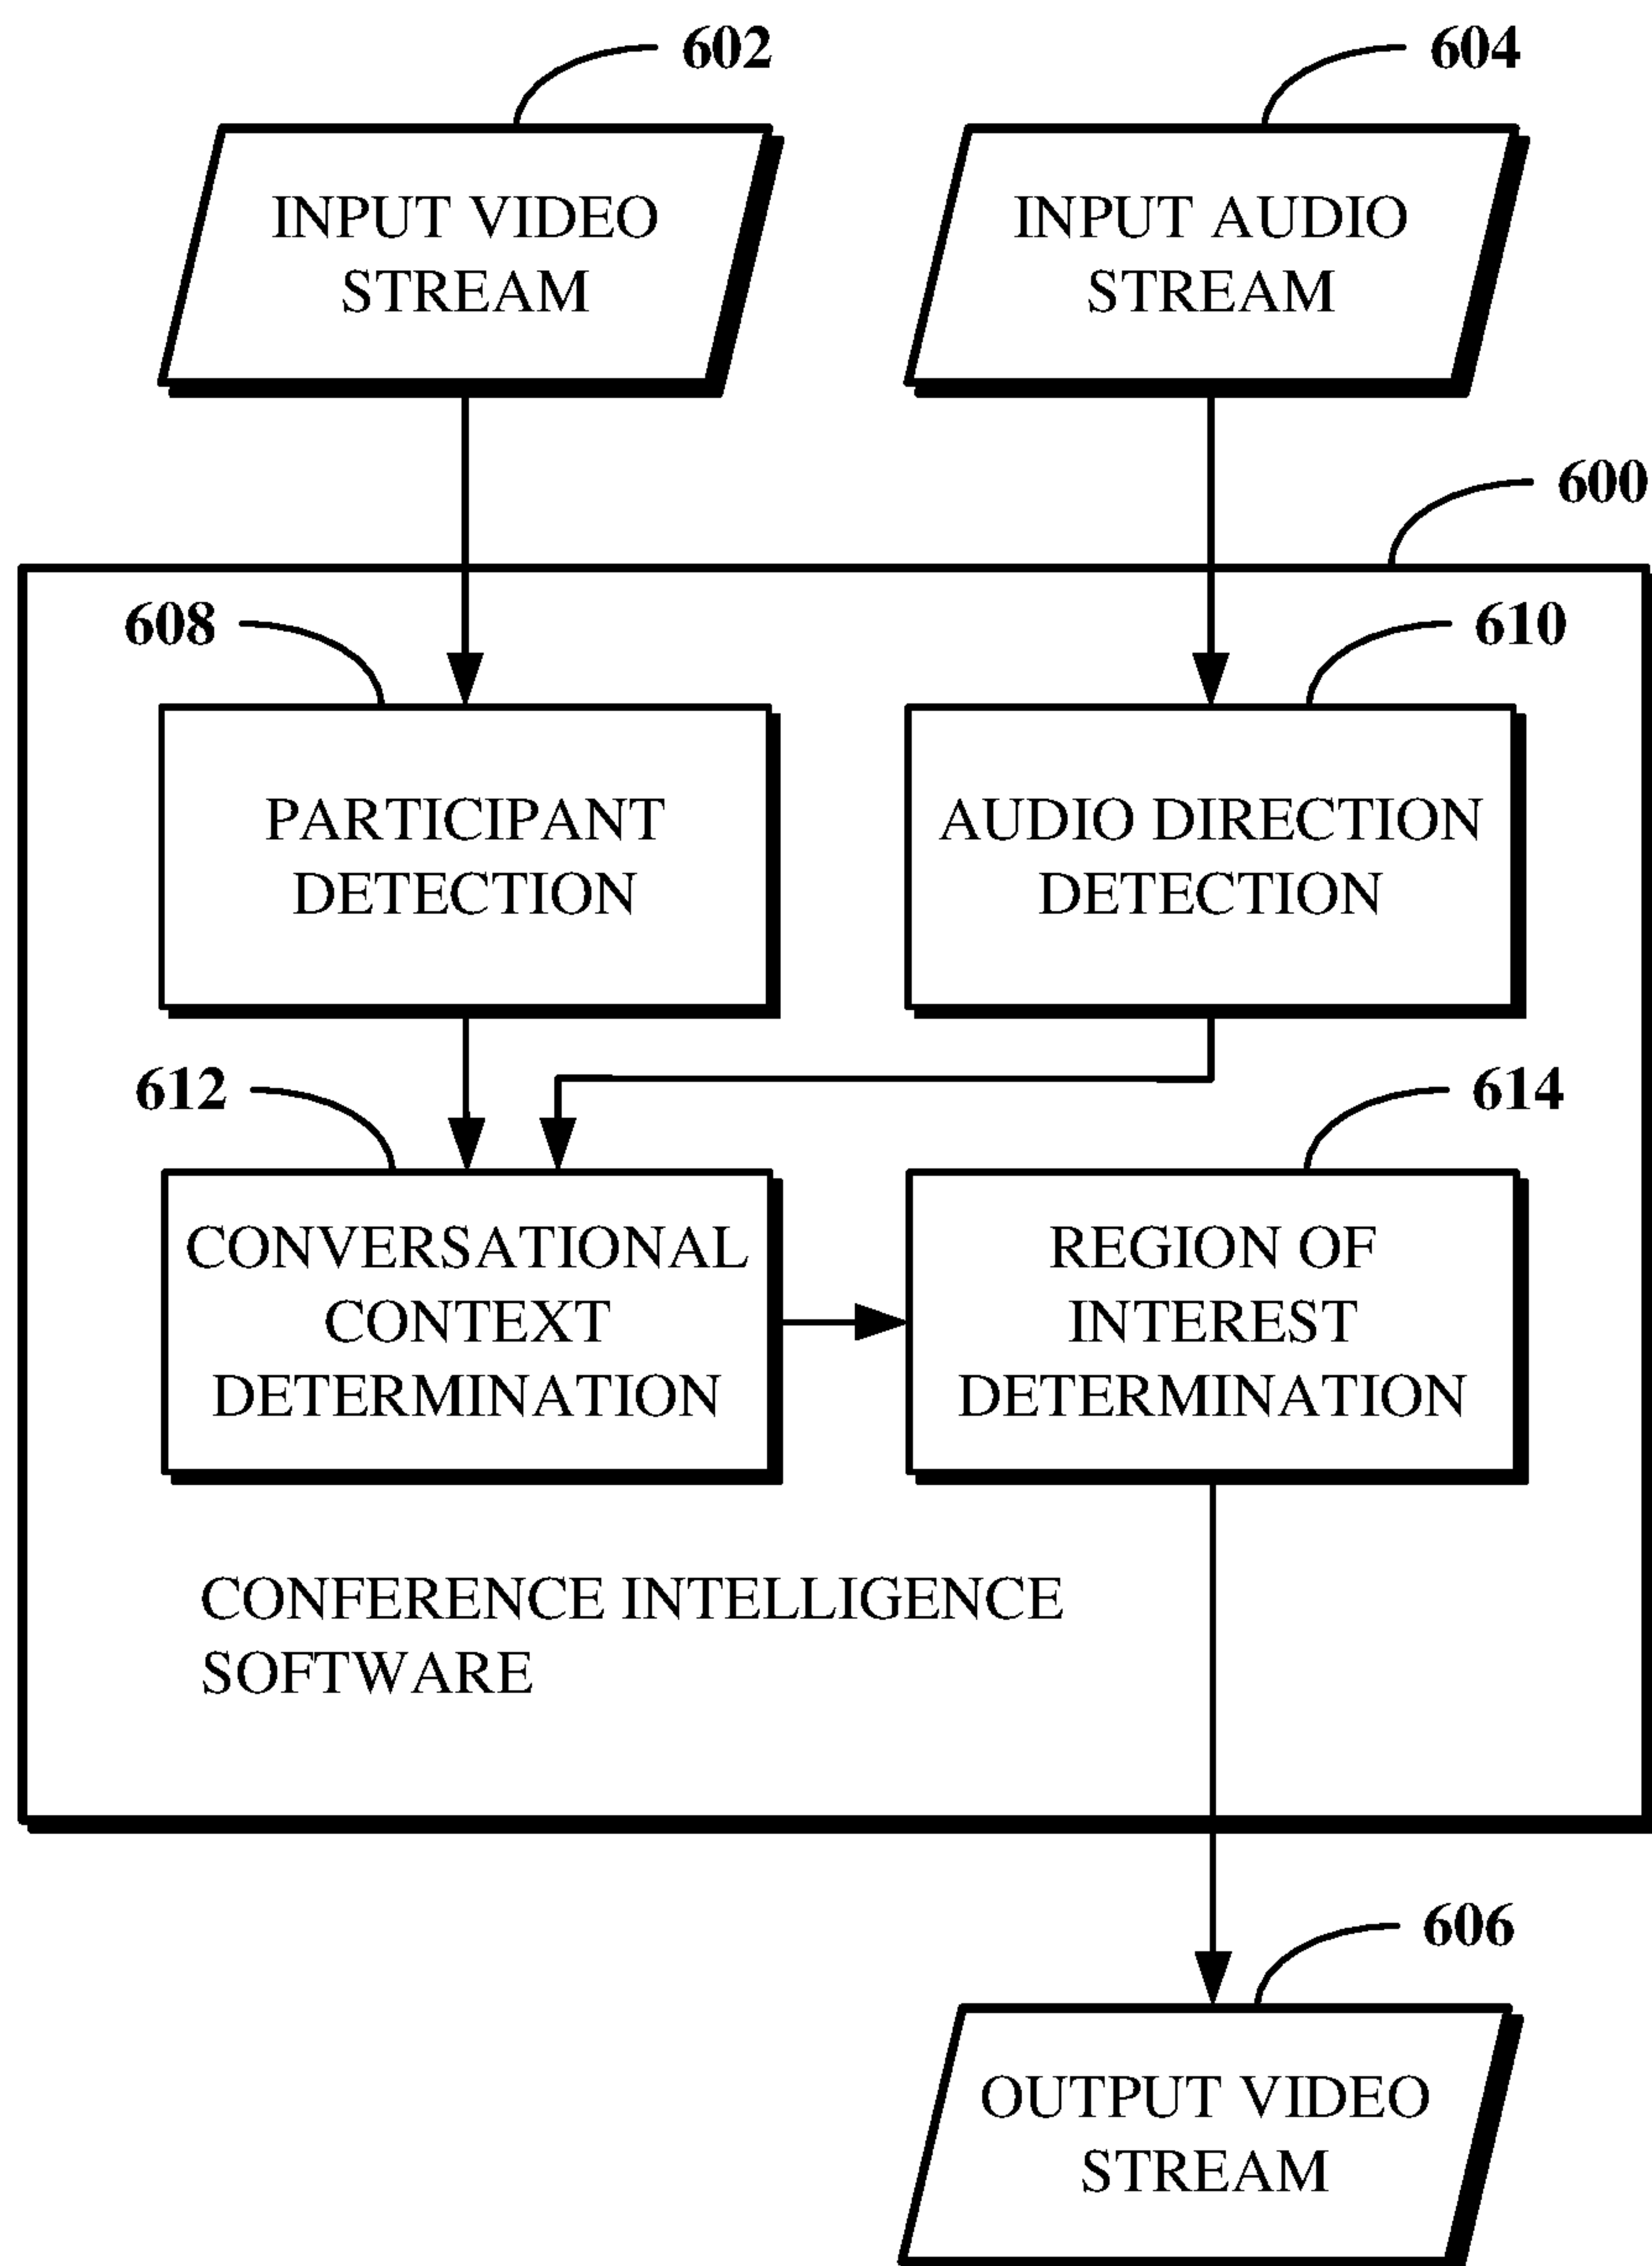 602
604
INPUT VIDEO
STREAM
INPUT AUDIO
STREAM
600
608
610
PARTICIPANT
DETECTION
AUDIO DIRECTION
DETECTION
612
614
CONVERSATIONAL
CONTEXT
DETERMINATION
REGION OF
INTEREST
DETERMINATION
CONFERENCE INTELLIGENCE
SOFTWARE
606
OUTPUT VIDEO
STREAM